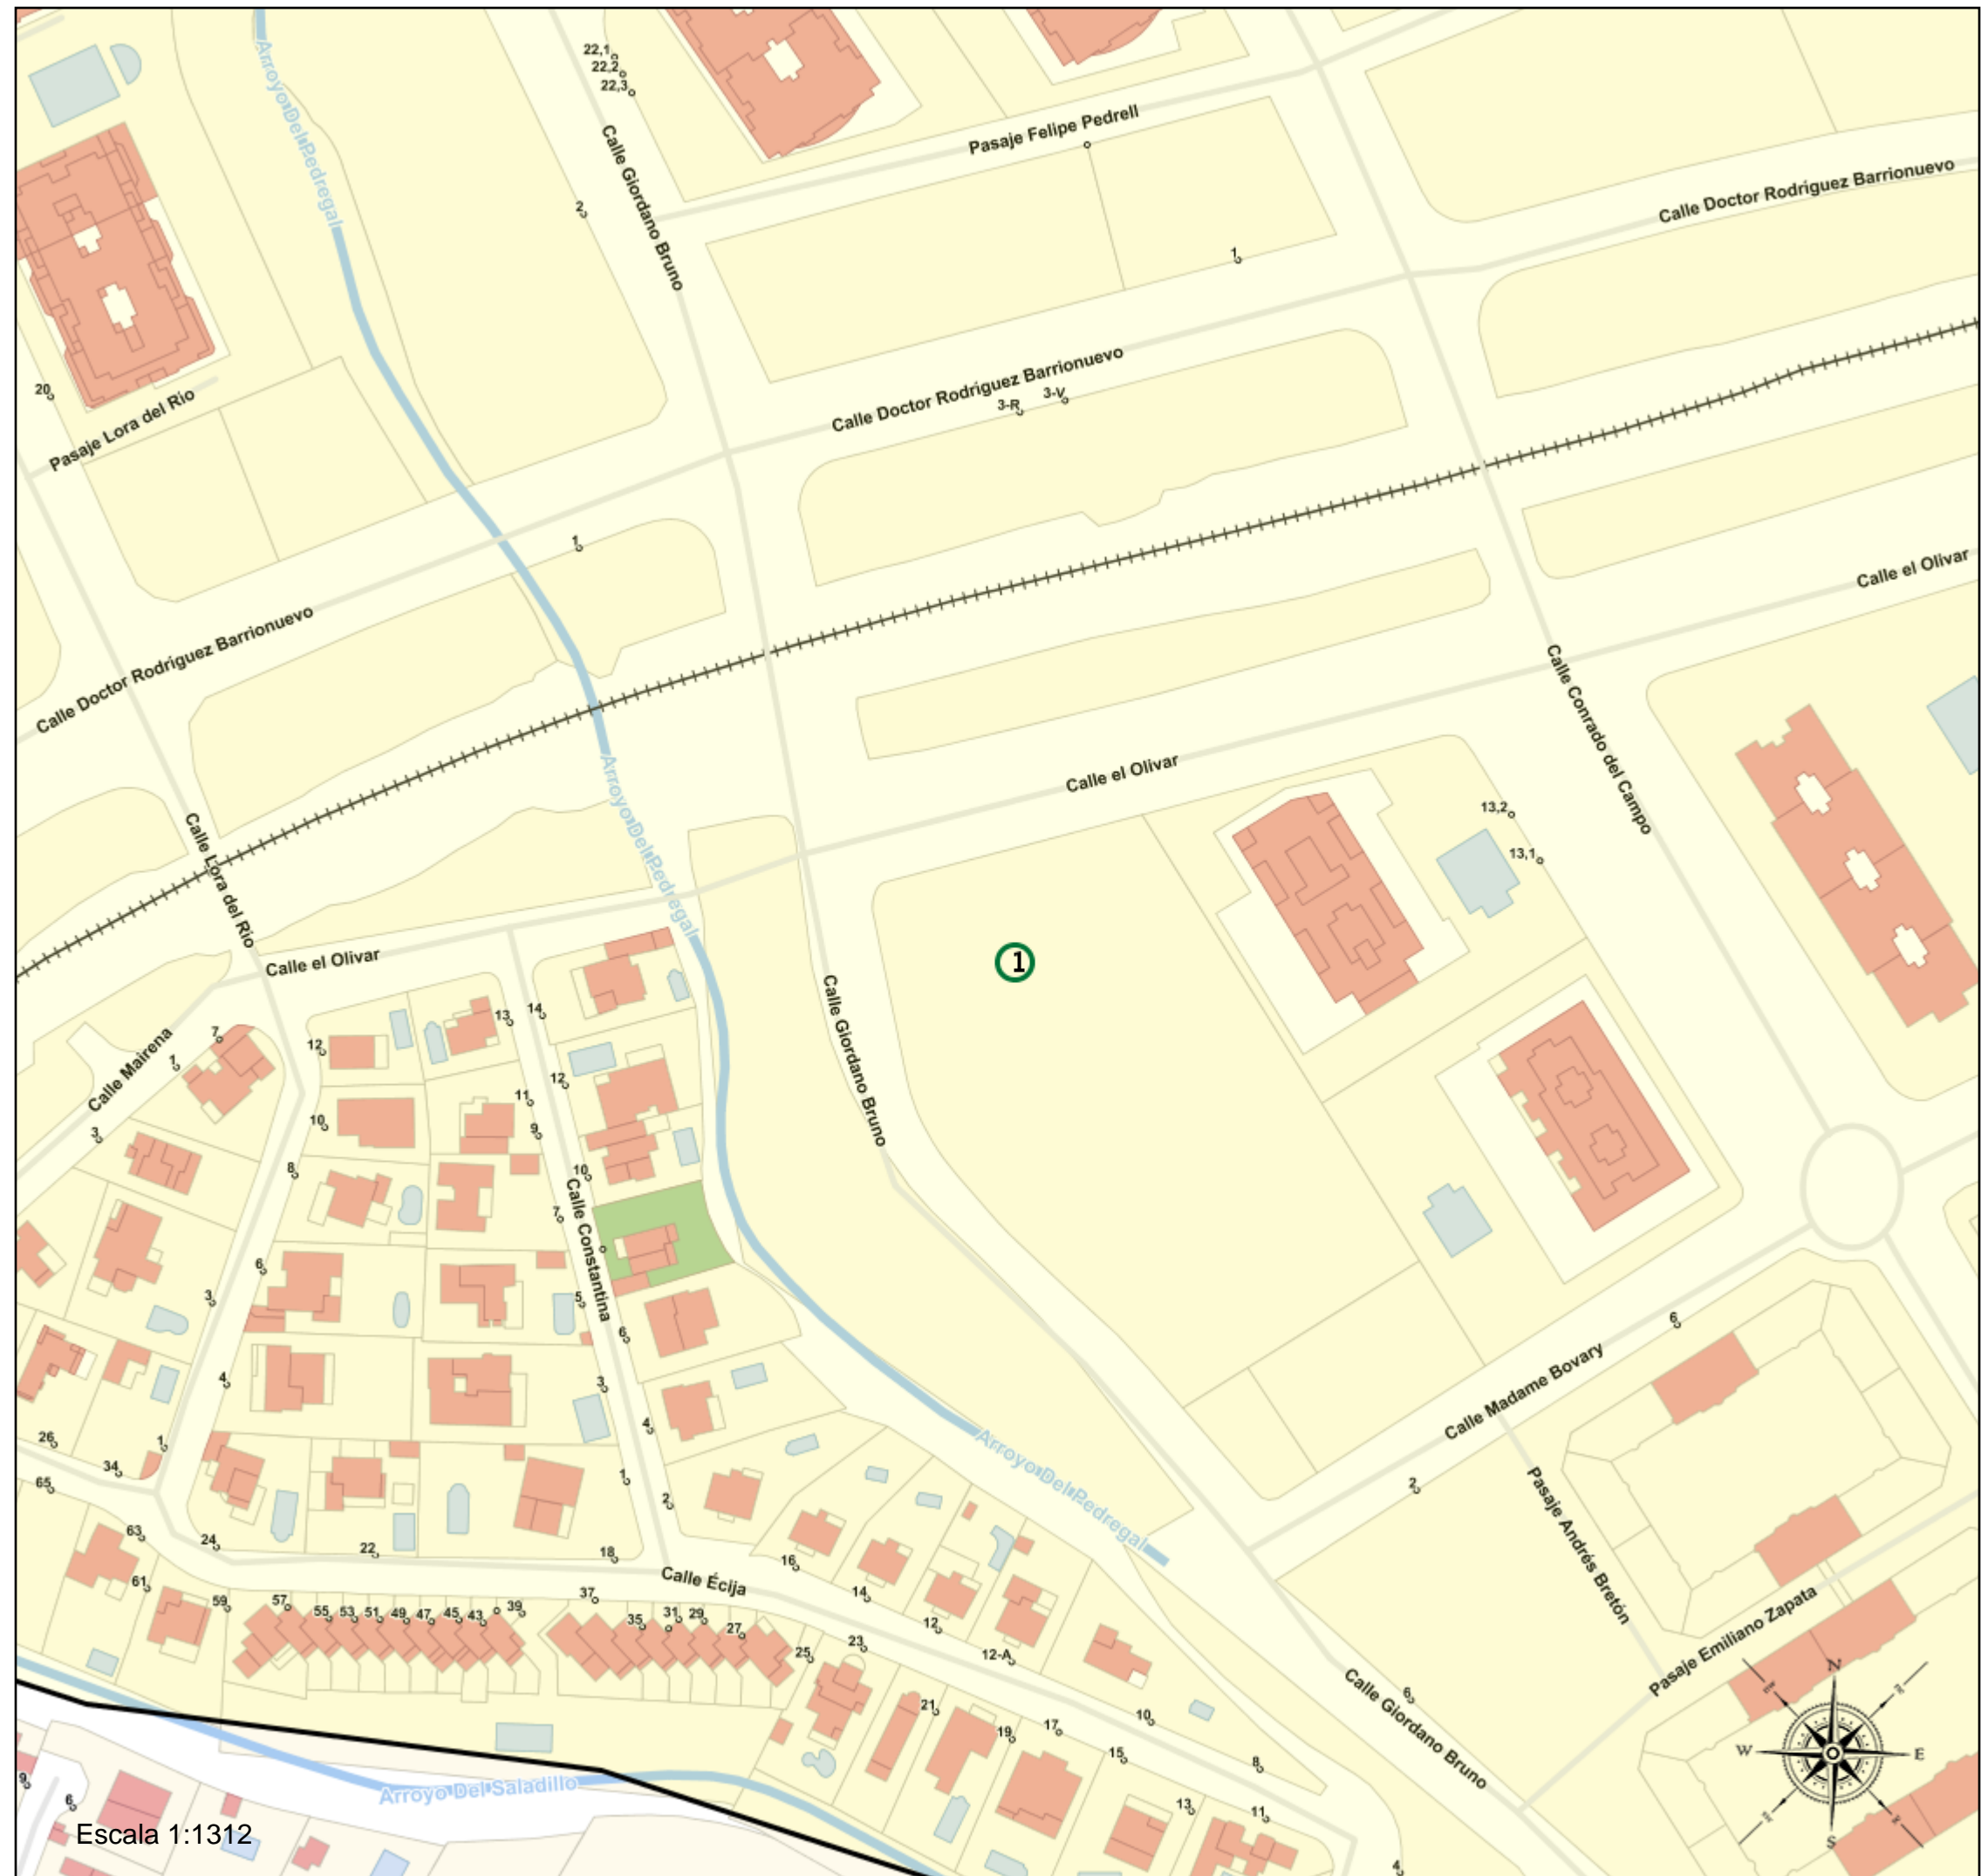 22,1
22,2
22,3
Arroyo Del Pedregal
Calle Giordano Bruno
Pasaje Felipe Pedrell
Calle Doctor Rodríguez Barrionuevo
2
1
20
Pasaje Lora del Río
Calle Doctor Rodríguez Barrionuevo
3-R
3-V
1
Calle Doctor Rodríguez Barrionuevo
Calle el Olivar
Calle Conrado del Campo
Calle el Olivar
Arroyo Del Pedregal
13,2
13,1
Calle Lora del Río
Calle el Olivar
1
Calle Giordano Bruno
Calle Mairena
7
1
12
13
14
12
11
9
10
3
8
10
7
Calle Constantina
6
3
5
6
4
3
4
26
34
1
65
1
2
63
24
22
18
61
59
57
55
53
51
49
47
45
43
39
37
35
31
29
27
25
23
Calle Écija
16
14
12
12-A
Arroyo Del Pedregal
6
Calle Madame Bovary
2
Pasaje Andrés Bretón
Pasaje Emiliano Zapata
6
Calle Giordano Bruno
21
19
17
15
10
8
13
11
4
N
W
E
S
Arroyo Del Saladillo
9
6
Escala 1:1312